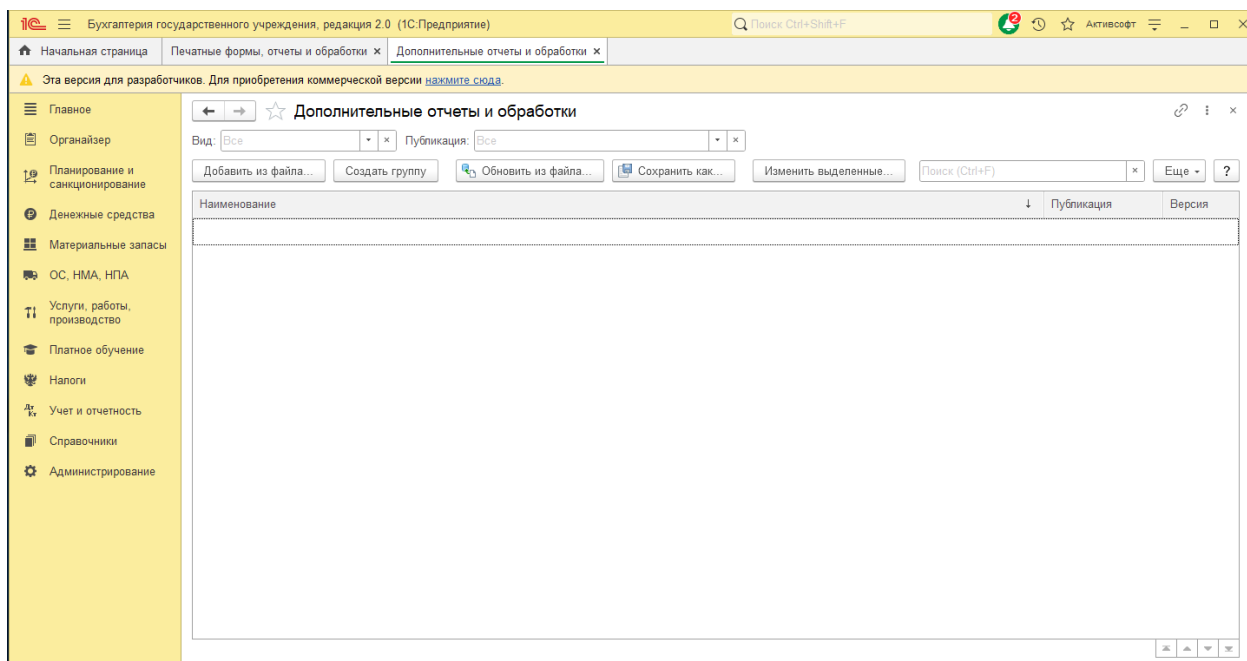 1С Бухгалтерия государственного учреждения, редакция 2.0 (1С:Предприятие) Поиск Ctrl+Shift+F 2 Активсофт
Начальная страница Печатные формы, отчеты и обработки × Дополнительные отчеты и обработки ×
Эта версия для разработчиков. Для приобретения коммерческой версии нажмите сюда.
Главное
Органайзер
Планирование и
санкционирование
Денежные средства
Материальные запасы
ОС, НМА, НПА
Услуги, работы,
производство
Платное обучение
Налоги
Дт Кт Учет и отчетность
Справочники
Администрирование
Дополнительные отчеты и обработки
Вид: Все Публикация: Все
Добавить из файла... Создать группу Обновить из файла... Сохранить как... Изменить выделенные... Поиск (Ctrl+F) × Еще ?
Наименование ↓ Публикация Версия